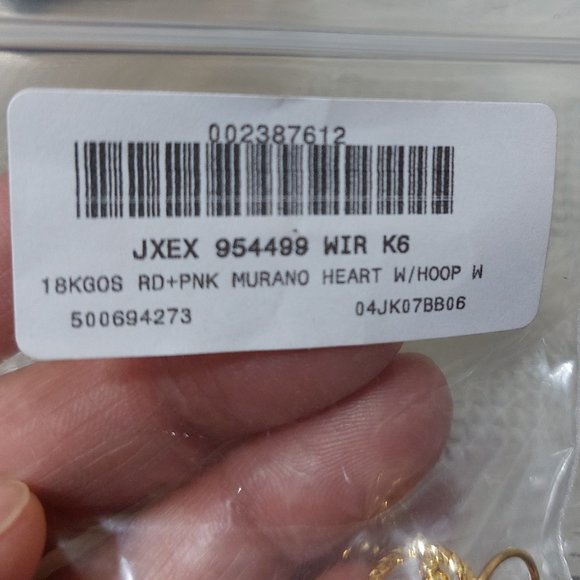 002387612
JXEX 954499 WIR K6
18KGOS RD+PNK MURANO HEART W/HOOP W
500694273 04JK07BB06